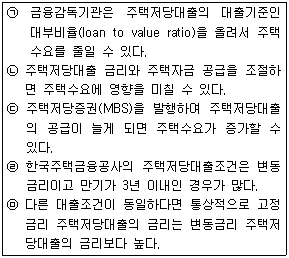 ㉠ 금융감독기관은 주택저당대출의 대출기준인
대부비율(loan to value ratio)을 올려서 주택
수요를 줄일 수 있다.
㉡ 주택저당대출 금리와 주택자금 공급을 조절하
면 주택수요에 영향을 미칠 수 있다.
㉢ 주택저당증권(MBS)을 발행하여 주택저당대출
의 공급이 늘게 되면 주택수요가 증가할 수
있다.
㉣ 한국주택금융공사의 주택저당대출조건은 변동
금리이고 만기가 3년 이내인 경우가 많다.
㉤ 다른 대출조건이 동일하다면 통상적으로 고정
금리 주택저당대출의 금리는 변동금리 주택저
당대출의 금리보다 높다.